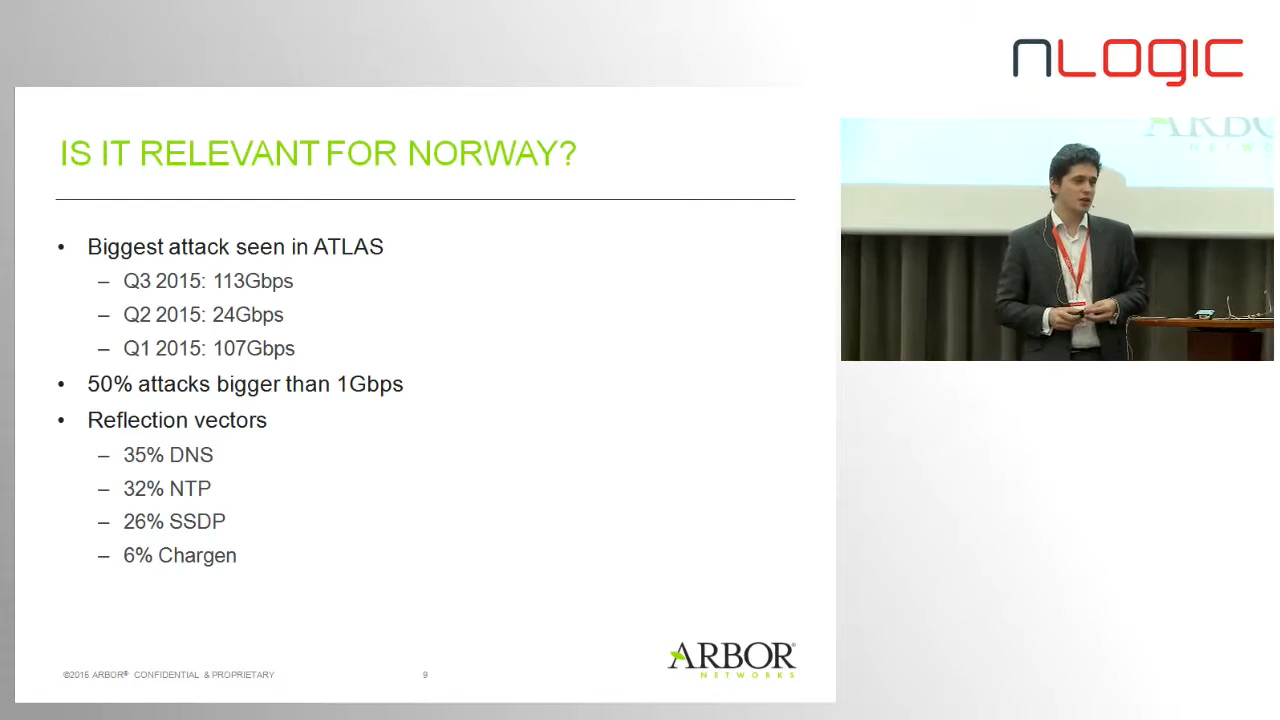 nLOGIC
IS IT RELEVANT FOR NORWAY?
• Biggest attack seen in ATLAS
– Q3 2015: 113Gbps
– Q2 2015: 24Gbps
– Q1 2015: 107Gbps
• 50% attacks bigger than 1Gbps
• Reflection vectors
– 35% DNS
– 32% NTP
– 26% SSDP
– 6% Chargen
©2015 ARBOR® CONFIDENTIAL & PROPRIETARY
9
ARBOR®
NETWORKS
ARBO
NETWO